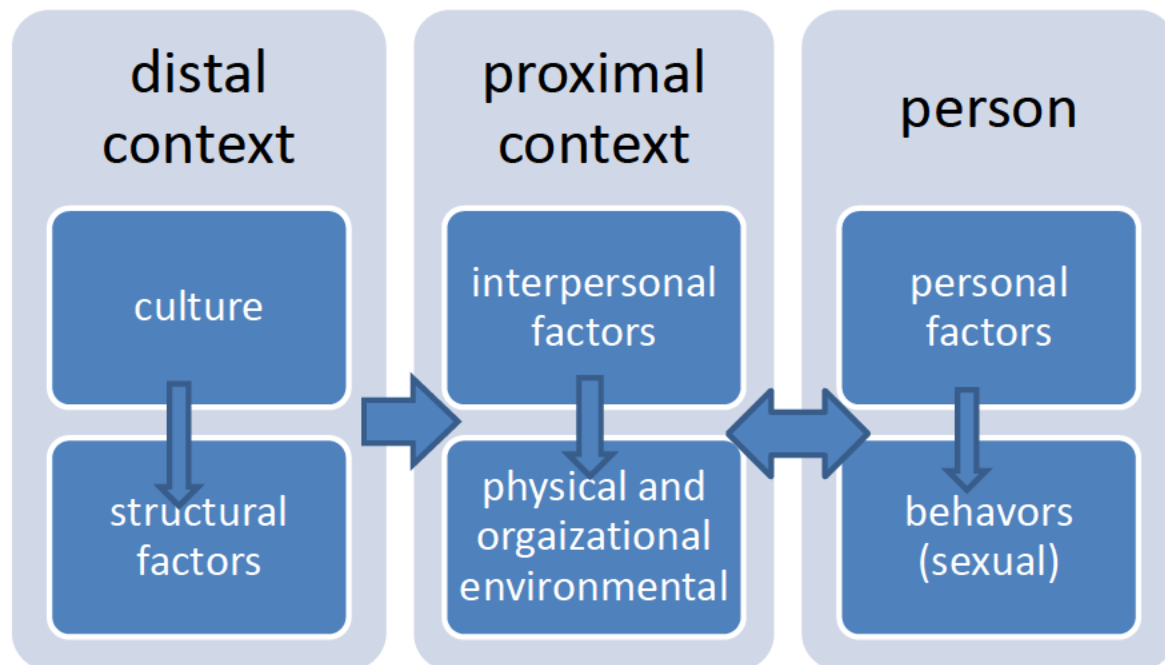 distal
context
culture
structural
factors
proximal
context
interpersonal
factors
physical and
orgaizational
environmental
person
personal
factors
behavors
(sexual)